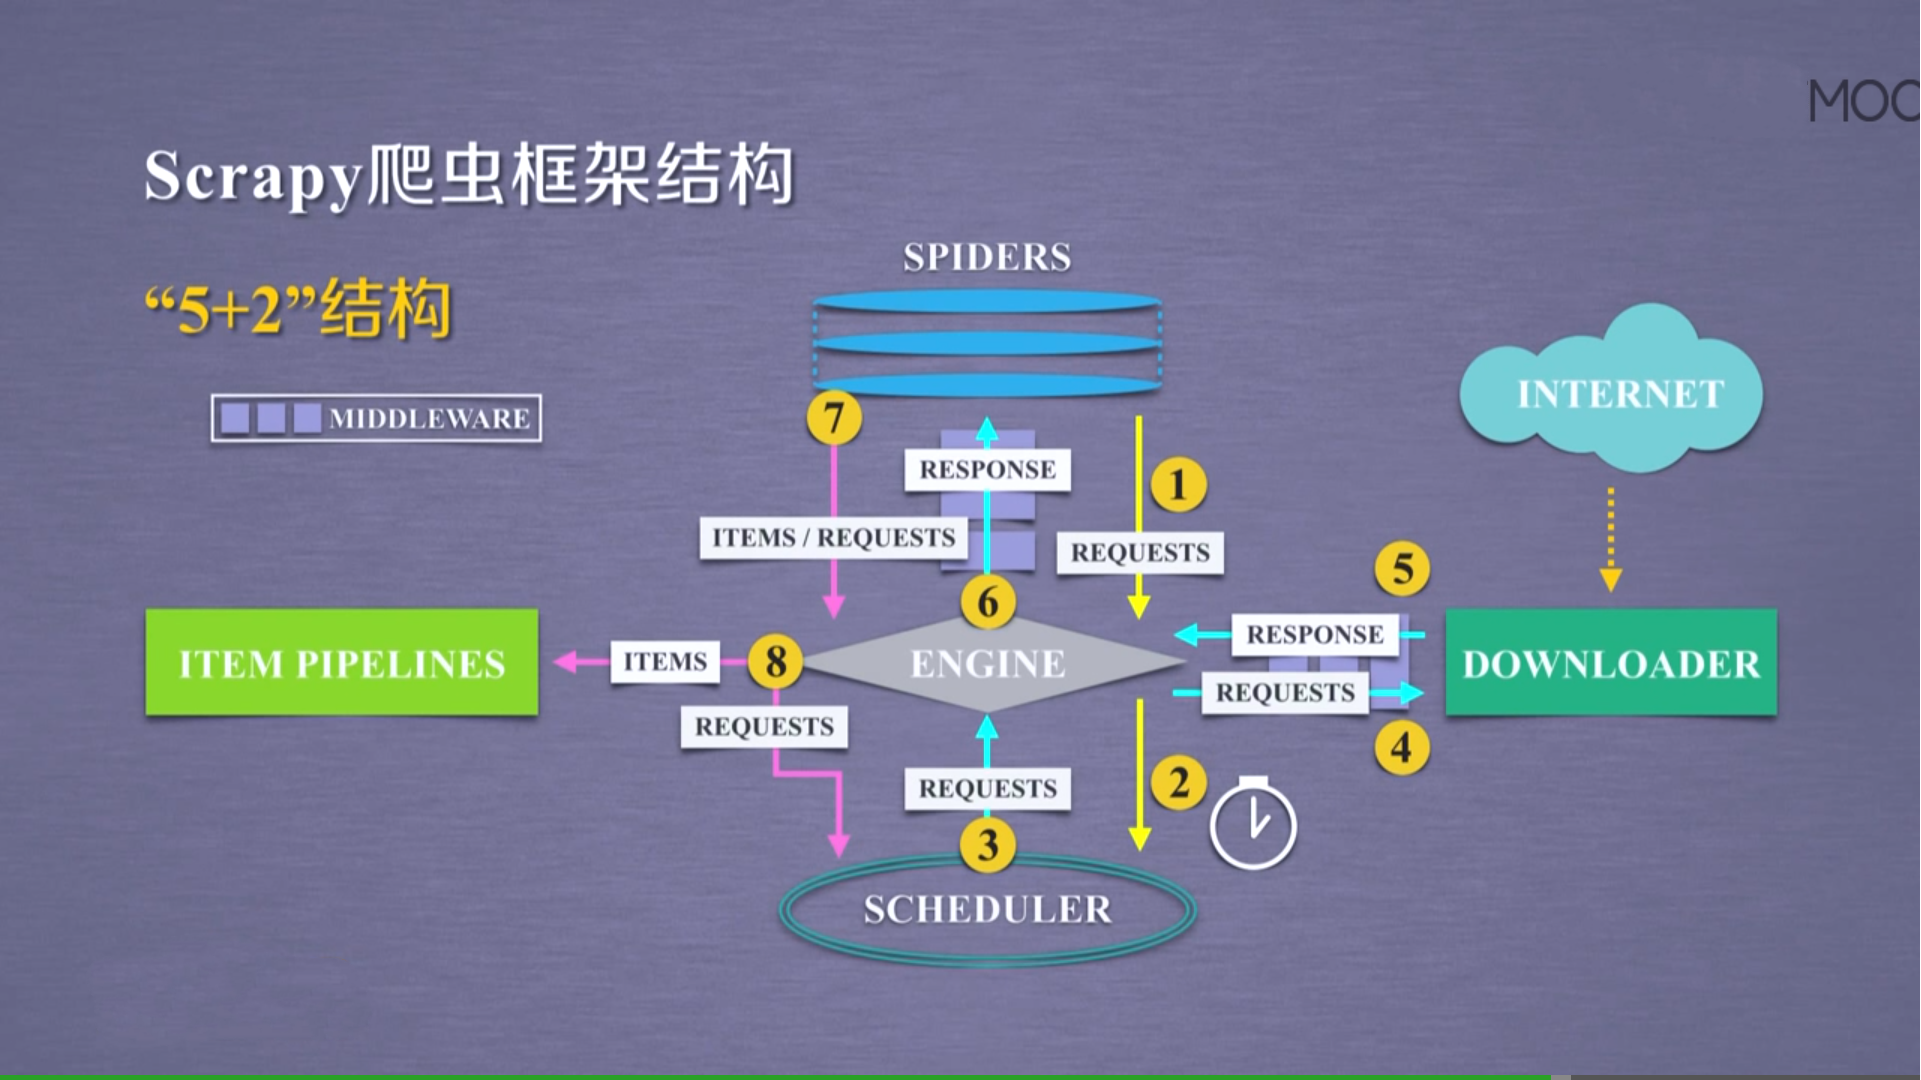 MOO
Scrapy爬虫框架结构
“5+2”结构
MIDDLEWARE
SPIDERS
INTERNET
7
RESPONSE
1
ITEMS / REQUESTS
REQUESTS
5
6
RESPONSE
ITEM PIPELINES
ITEMS
8
ENGINE
DOWNLOADER
REQUESTS
REQUESTS
4
REQUESTS
2
3
SCHEDULER